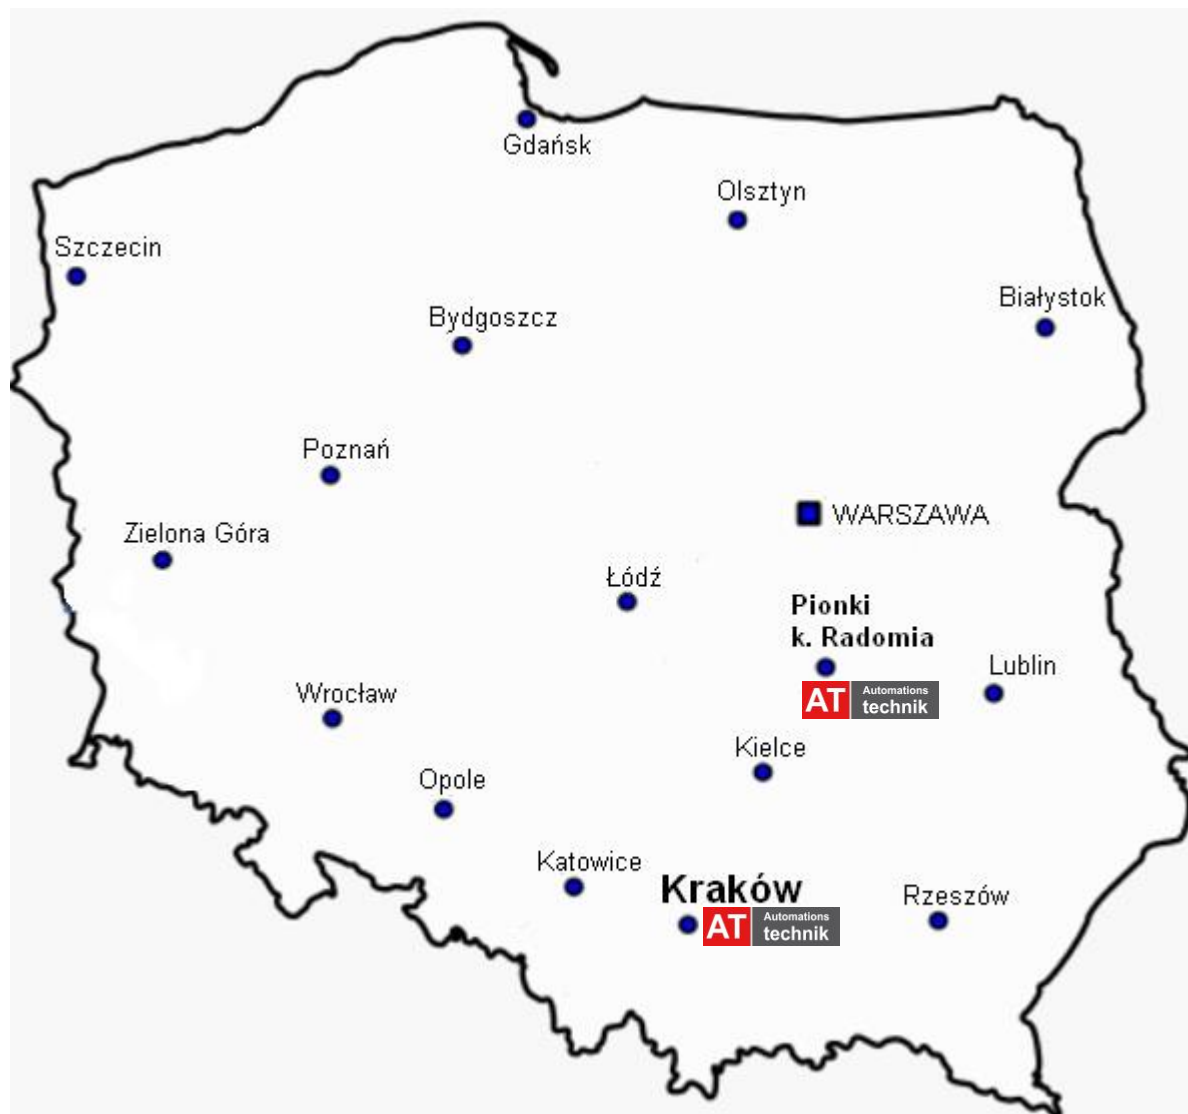 Gdańsk
Olsztyn
Szczecin
Białystok
Bydgoszcz
Poznań
WARSZAWA
Zielona Góra
Łódź
Pionki
k. Radomia
Lublin
AT Automations
technik
Wrocław
Kielce
Opole
Katowice
Kraków
Rzeszów
AT Automations
technik